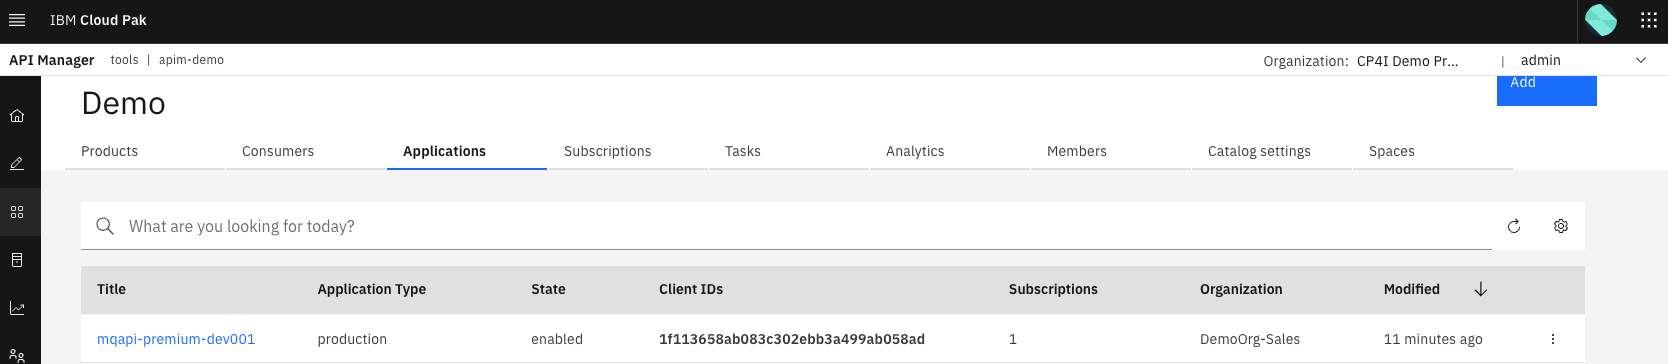 IBM Cloud Pak
API Manager tools | apim-demo Organization: CP4I Demo Pr... | admin
Demo Add
Products Consumers Applications Subscriptions Tasks Analytics Members Catalog settings Spaces
What are you looking for today?
Title Application Type State Client IDs Subscriptions Organization Modified
mqapi-premium-dev001 production enabled 1f113658ab083c302ebb3a499ab058ad 1 DemoOrg-Sales 11 minutes ago